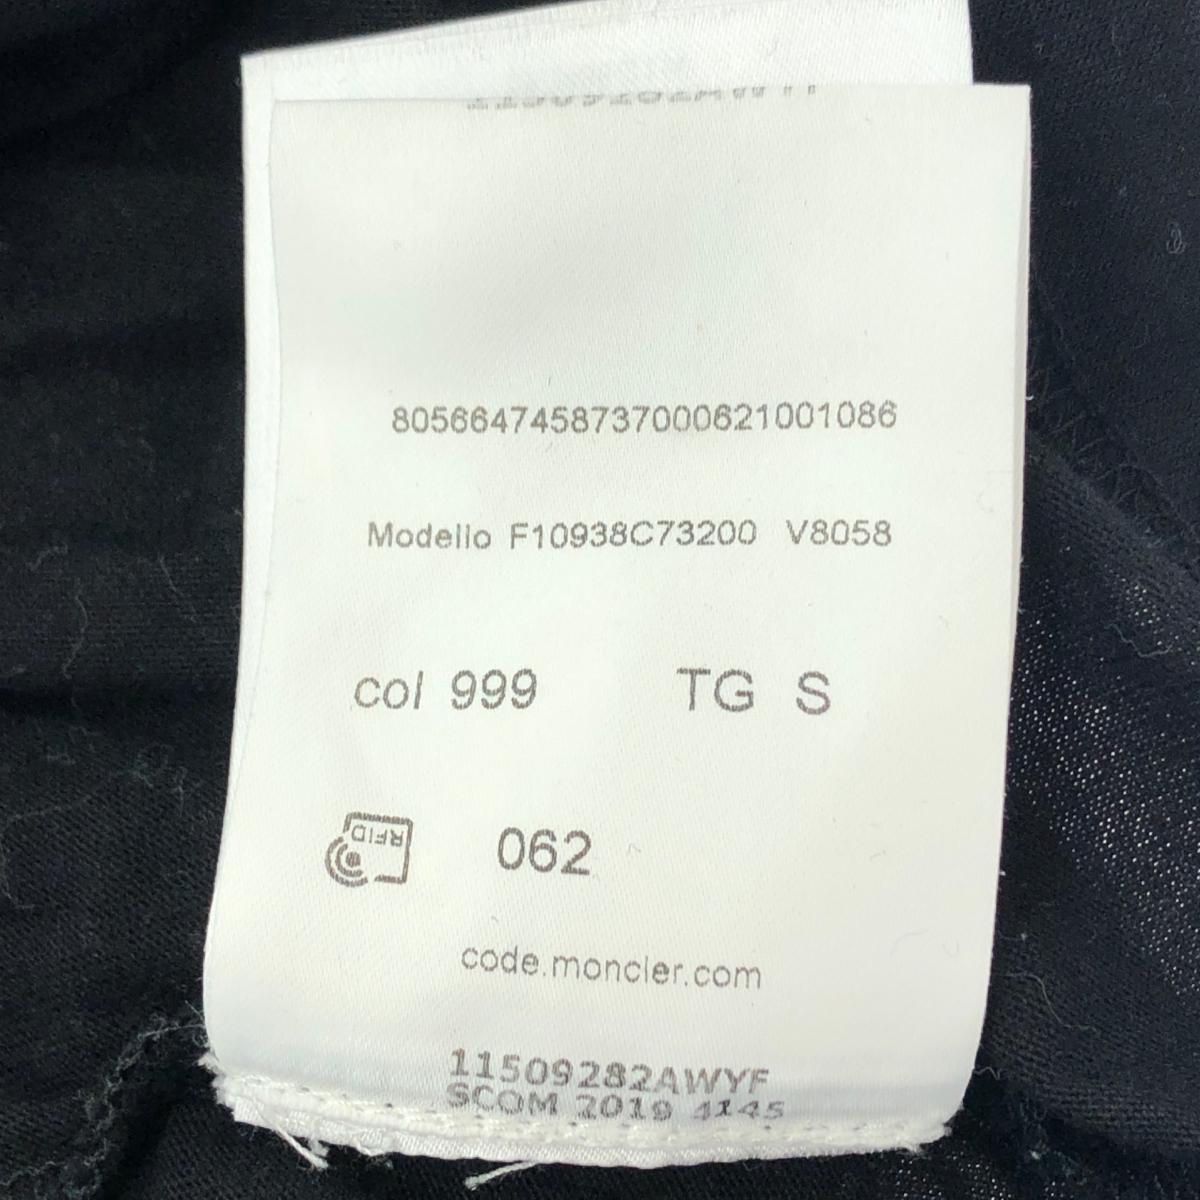 8056647458737000621001086
Modello F10938C73200 V8058
col 999 TG S
RFID 062
code.moncler.com
11509282AWYF
SCOM 2019 4145